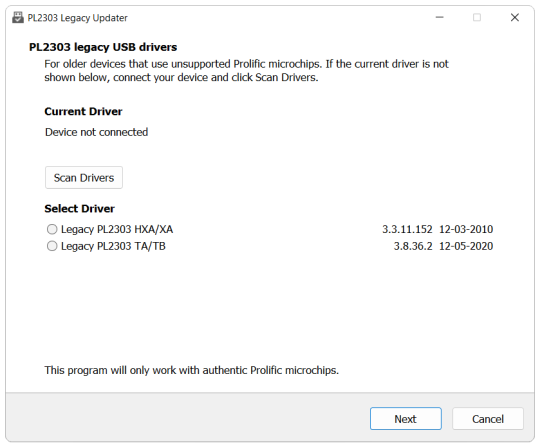 PL2303 Legacy Updater
PL2303 legacy USB drivers
For older devices that use unsupported Prolific microchips. If the current driver is not
shown below, connect your device and click Scan Drivers.
Current Driver
Device not connected
Scan Drivers
Select Driver
Legacy PL2303 HXA/XA 3.3.11.152 12-03-2010
Legacy PL2303 TA/TB 3.8.36.2 12-05-2020
This program will only work with authentic Prolific microchips.
Next Cancel